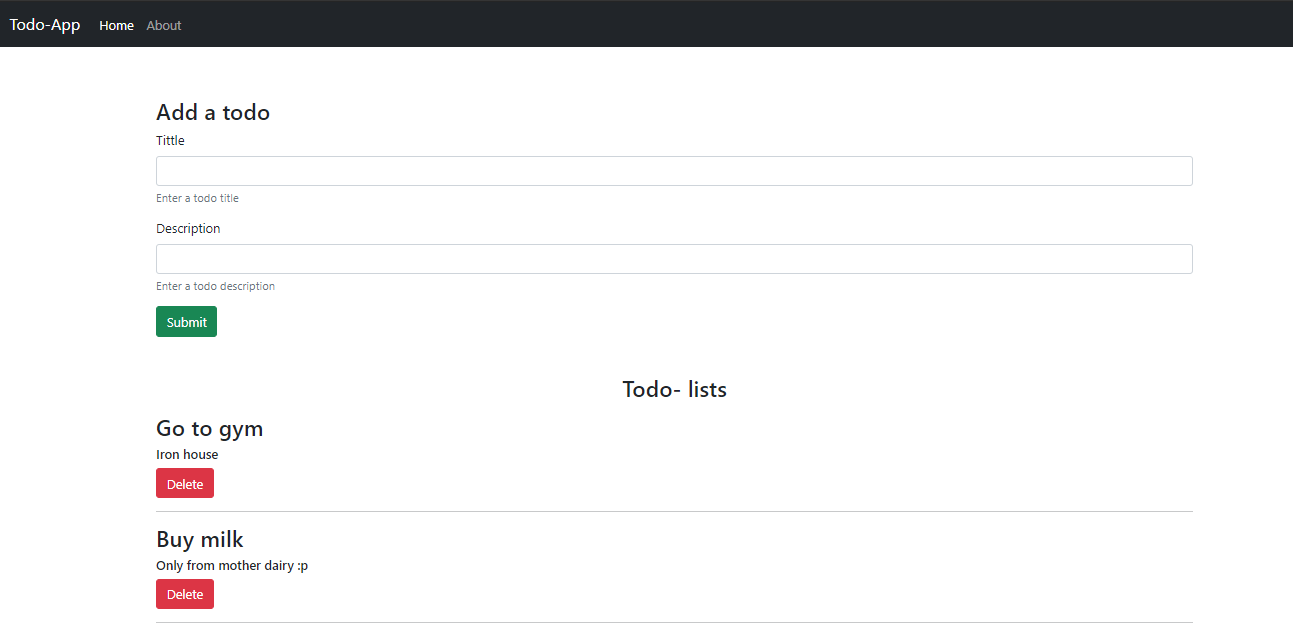 Todo-App Home About
Add a todo
Tittle
Enter a todo title
Description
Enter a todo description
Submit
Todo- lists
Go to gym
Iron house
Delete
Buy milk
Only from mother dairy :p
Delete